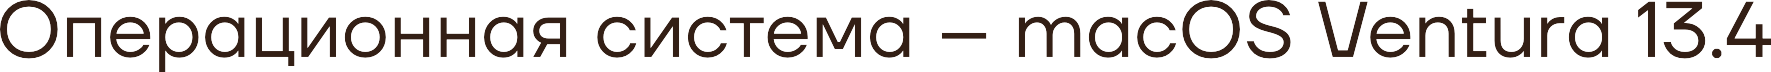 Операционная система – macOS Ventura 13.4